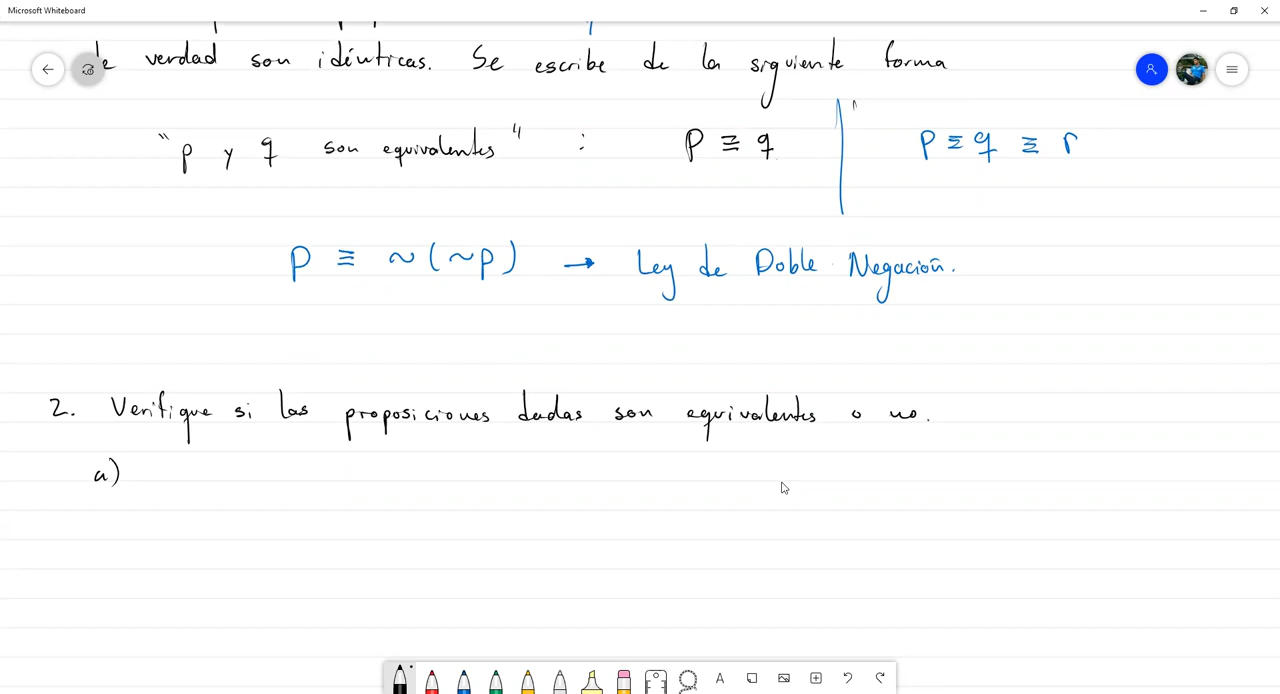 Microsoft Whiteboard
de verdad son idénticas. Se escribe de la siguiente forma
"p y q son equivalentes" : p ≡ q p ≡ q ≡ r
p ≡ ~(~p) → Ley de Doble Negación.
2. Verifique si las proposiciones dadas son equivalentes o no.
a)
A